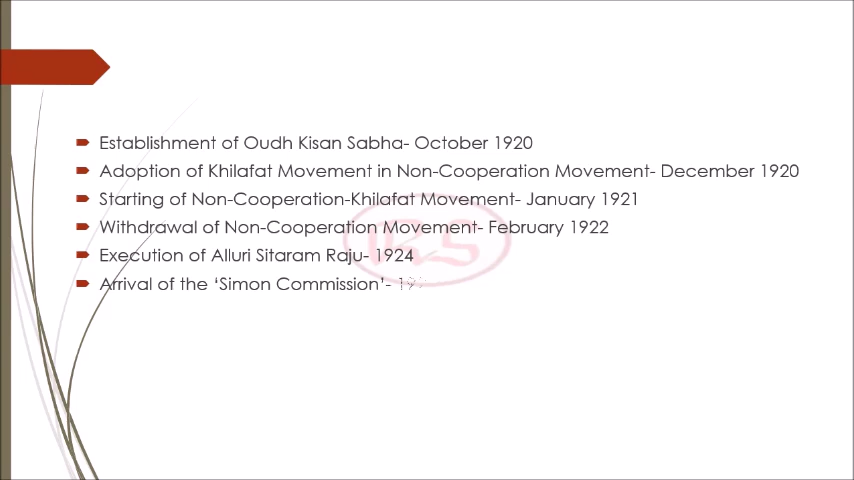 Establishment of Oudh Kisan Sabha- October 1920
Adoption of Khilafat Movement in Non-Cooperation Movement- December 1920
Starting of Non-Cooperation-Khilafat Movement- January 1921
Withdrawal of Non-Cooperation Movement- February 1922
Execution of Alluri Sitaram Raju- 1924
Arrival of the ‘Simon Commission’-